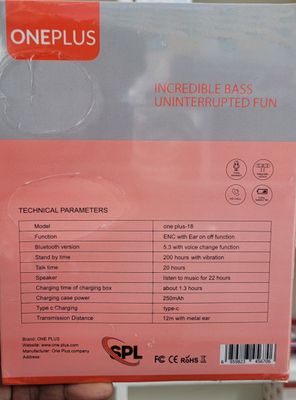 ONEPLUS
INCREDIBLE BASS
UNINTERRUPTED FUN
TECHNICAL PARAMETERS
Model one plus-18
Function ENC with Ear on off function
Bluetooth version 5.3 with voice change function
Stand by time 200 hours with vibration
Talk time 20 hours
Speaker listen to music for 22 hours
Charging time of charging box about 1.3 hours
Charging case power 250mAh
Type c Charging type-c
Transmission Distance 12m with metal ear
Brand: ONE PLUS
Website: www.one plus.com
Manufacturer: One Plus.company
Address:
SPL
FC CE RoHS